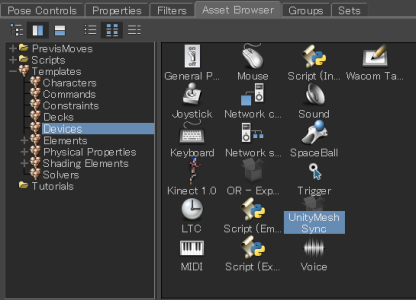 Pose Controls Properties Filters Asset Browser Groups Sets
PrevisMoves
Scripts
Templates
Characters
Commands
Constraints
Decks
Devices
Elements
Physical Properties
Shading Elements
Solvers
Tutorials
General P... Mouse Script (In... Wacom Ta...
Joystick Network c... Sound
Keyboard Network s... SpaceBall
Kinect 1.0 OR - Exp... Trigger
LTC Script (Em... UnityMesh
Sync
MIDI Script (Ex... Voice